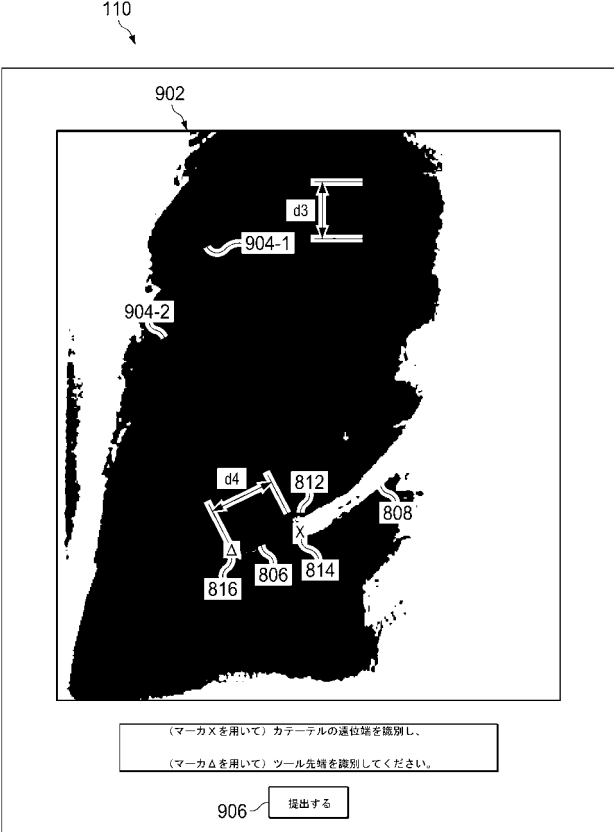 110
902
d3
904-1
904-2
d4
812
808
816
806
814
X
Δ
(マーカXを用いて) カテーテルの遠位端を識別し、
(マーカΔを用いて) ツール先端を識別してください。
906
提出する